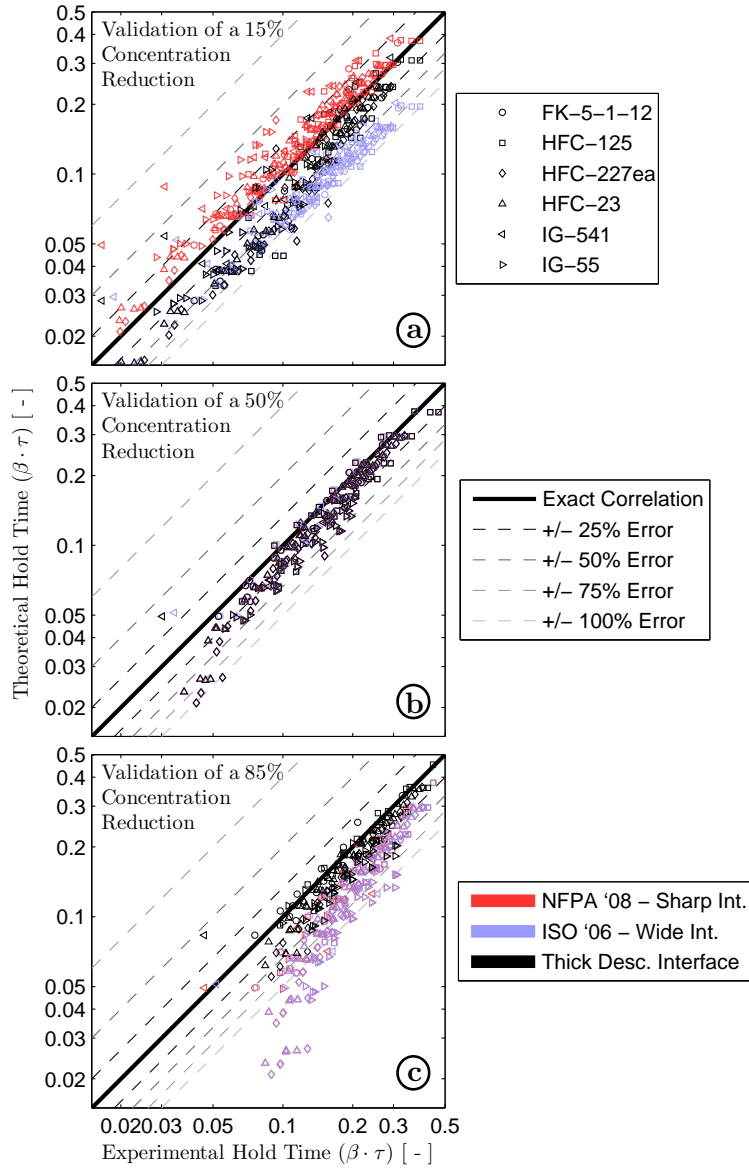 0.5
0.4
0.3
0.2
0.1
0.05
0.04
0.03
0.02
Validation of a 15%
Concentration
Reduction
a
FK−5−1−12
HFC−125
HFC−227ea
HFC−23
IG−541
IG−55
Theoretical Hold Time (β · τ) [ - ]
0.5
0.4
0.3
0.2
0.1
0.05
0.04
0.03
0.02
Validation of a 50%
Concentration
Reduction
b
Exact Correlation
+/− 25% Error
+/− 50% Error
+/− 75% Error
+/− 100% Error
0.5
0.4
0.3
0.2
0.1
0.05
0.04
0.03
0.02
Validation of a 85%
Concentration
Reduction
c
NFPA ‘08 − Sharp Int.
ISO ‘06 − Wide Int.
Thick Desc. Interface
0.02 0.03 0.05 0.1 0.2 0.3 0.5
Experimental Hold Time (β · τ) [ - ]